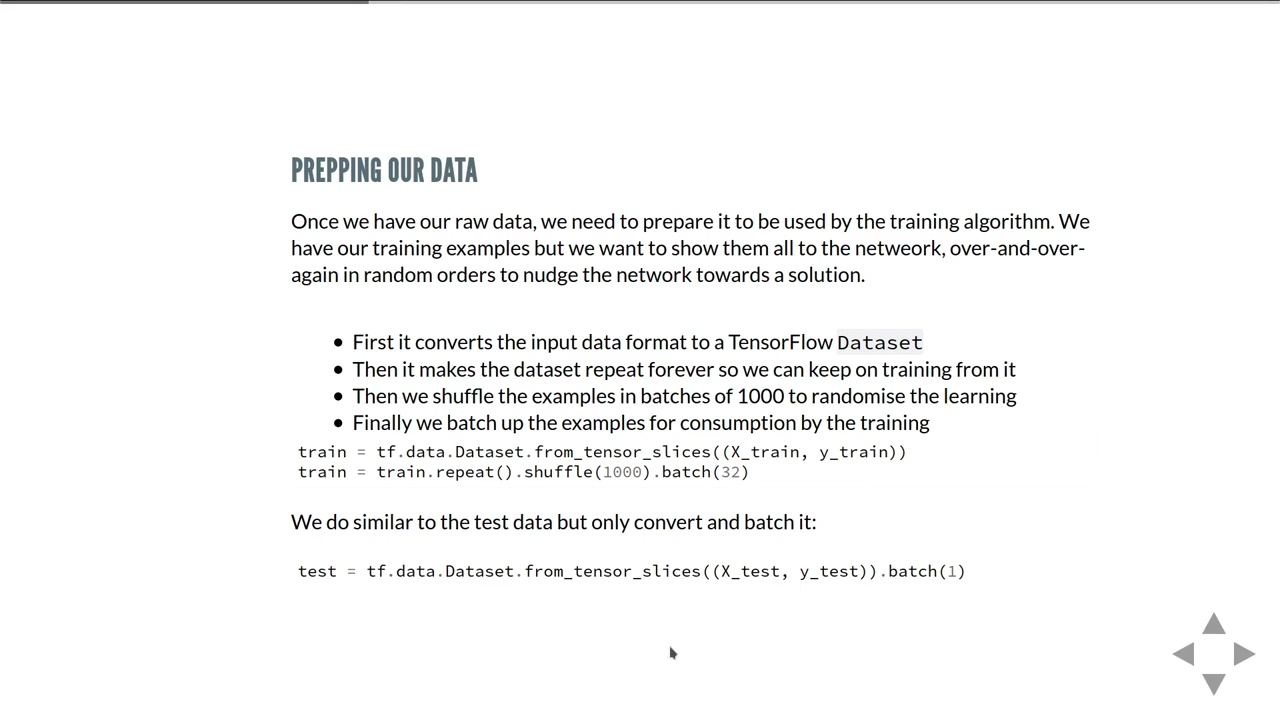 PREPPING OUR DATA
Once we have our raw data, we need to prepare it to be used by the training algorithm. We
have our training examples but we want to show them all to the netweork, over-and-over-
again in random orders to nudge the network towards a solution.
• First it converts the input data format to a TensorFlow Dataset
• Then it makes the dataset repeat forever so we can keep on training from it
• Then we shuffle the examples in batches of 1000 to randomise the learning
• Finally we batch up the examples for consumption by the training
train = tf.data.Dataset.from_tensor_slices((X_train, y_train))
train = train.repeat().shuffle(1000).batch(32)
We do similar to the test data but only convert and batch it:
test = tf.data.Dataset.from_tensor_slices((X_test, y_test)).batch(1)